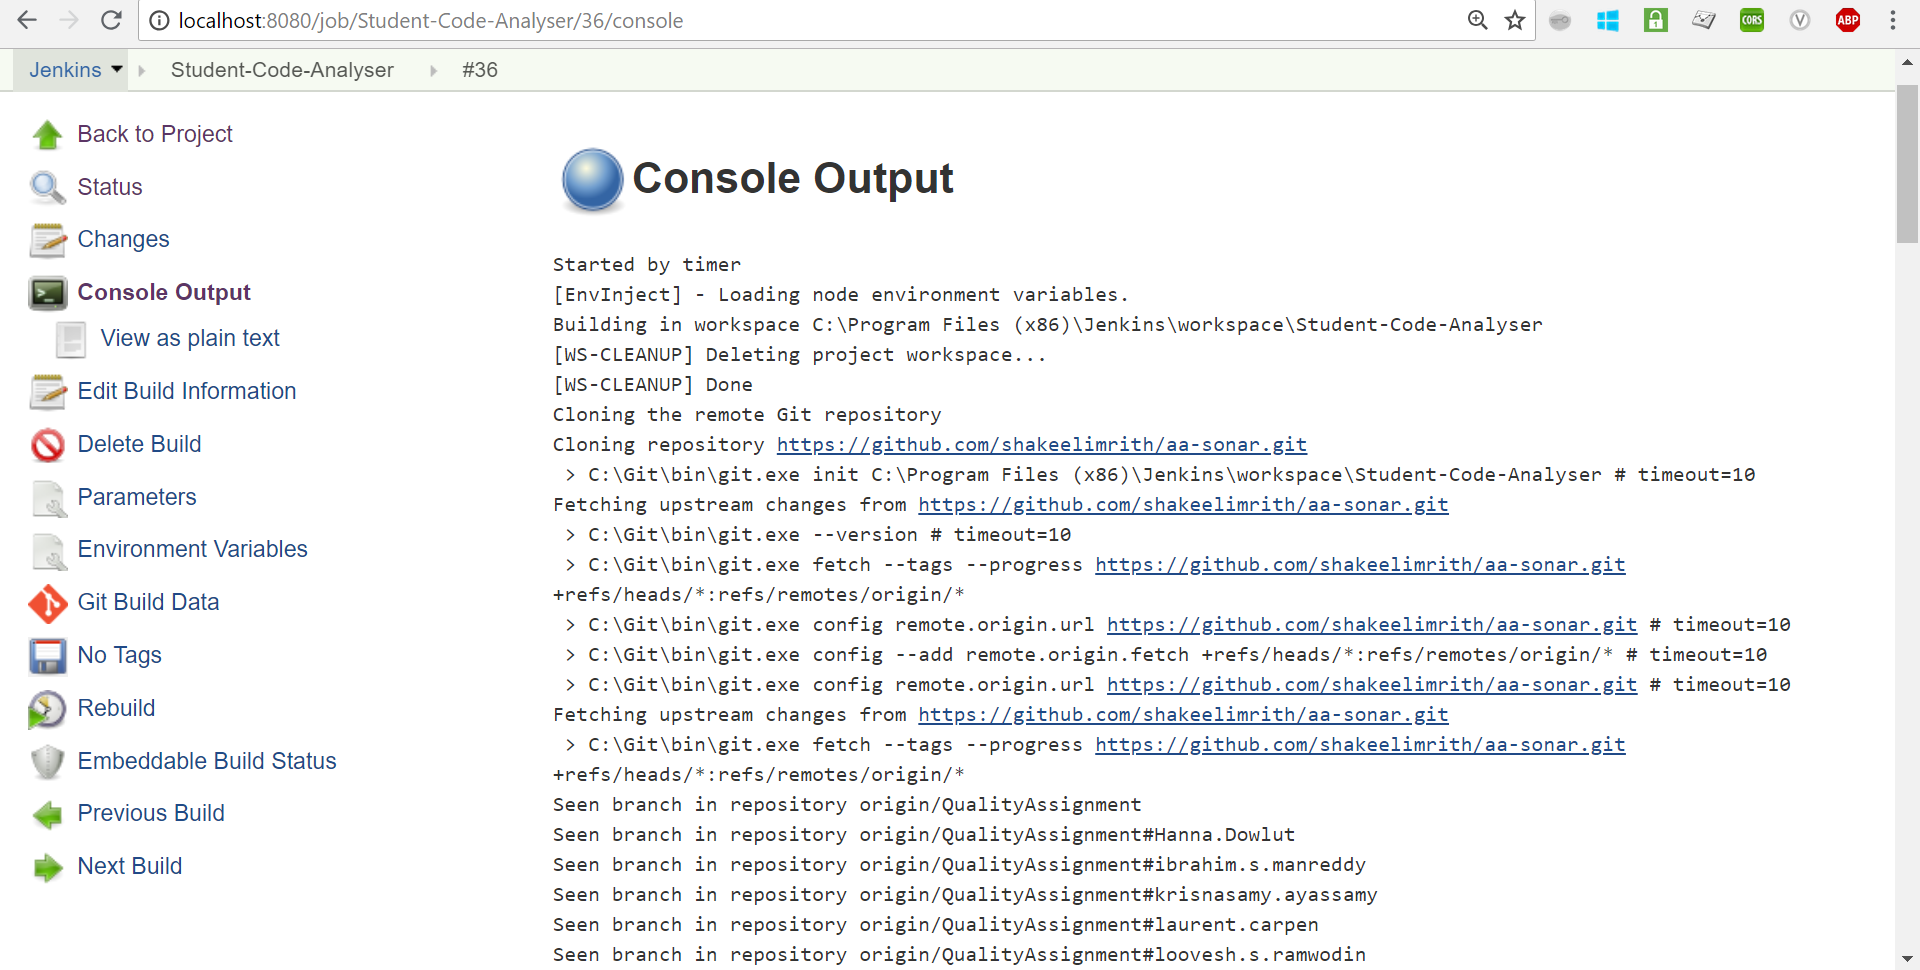 localhost:8080/job/Student-Code-Analyser/36/console
1
CORS
V
ABP
Jenkins
Student-Code-Analyser
#36
Back to Project
Status
Changes
Console Output
View as plain text
Edit Build Information
Delete Build
Parameters
Environment Variables
Git Build Data
No Tags
Rebuild
Embeddable Build Status
Previous Build
Next Build
Console Output
Started by timer
[EnvInject] - Loading node environment variables.
Building in workspace C:\Program Files (x86)\Jenkins\workspace\Student-Code-Analyser
[WS-CLEANUP] Deleting project workspace...
[WS-CLEANUP] Done
Cloning the remote Git repository
Cloning repository https://github.com/shakeelimrith/aa-sonar.git
 > C:\Git\bin\git.exe init C:\Program Files (x86)\Jenkins\workspace\Student-Code-Analyser # timeout=10
Fetching upstream changes from https://github.com/shakeelimrith/aa-sonar.git
 > C:\Git\bin\git.exe --version # timeout=10
 > C:\Git\bin\git.exe fetch --tags --progress https://github.com/shakeelimrith/aa-sonar.git
+refs/heads/*:refs/remotes/origin/*
 > C:\Git\bin\git.exe config remote.origin.url https://github.com/shakeelimrith/aa-sonar.git # timeout=10
 > C:\Git\bin\git.exe config --add remote.origin.fetch +refs/heads/*:refs/remotes/origin/* # timeout=10
 > C:\Git\bin\git.exe config remote.origin.url https://github.com/shakeelimrith/aa-sonar.git # timeout=10
Fetching upstream changes from https://github.com/shakeelimrith/aa-sonar.git
 > C:\Git\bin\git.exe fetch --tags --progress https://github.com/shakeelimrith/aa-sonar.git
+refs/heads/*:refs/remotes/origin/*
Seen branch in repository origin/QualityAssignment
Seen branch in repository origin/QualityAssignment#Hanna.Dowlut
Seen branch in repository origin/QualityAssignment#ibrahim.s.manreddy
Seen branch in repository origin/QualityAssignment#krisnasamy.ayassamy
Seen branch in repository origin/QualityAssignment#laurent.carpen
Seen branch in repository origin/QualityAssignment#loovesh.s.ramwodin